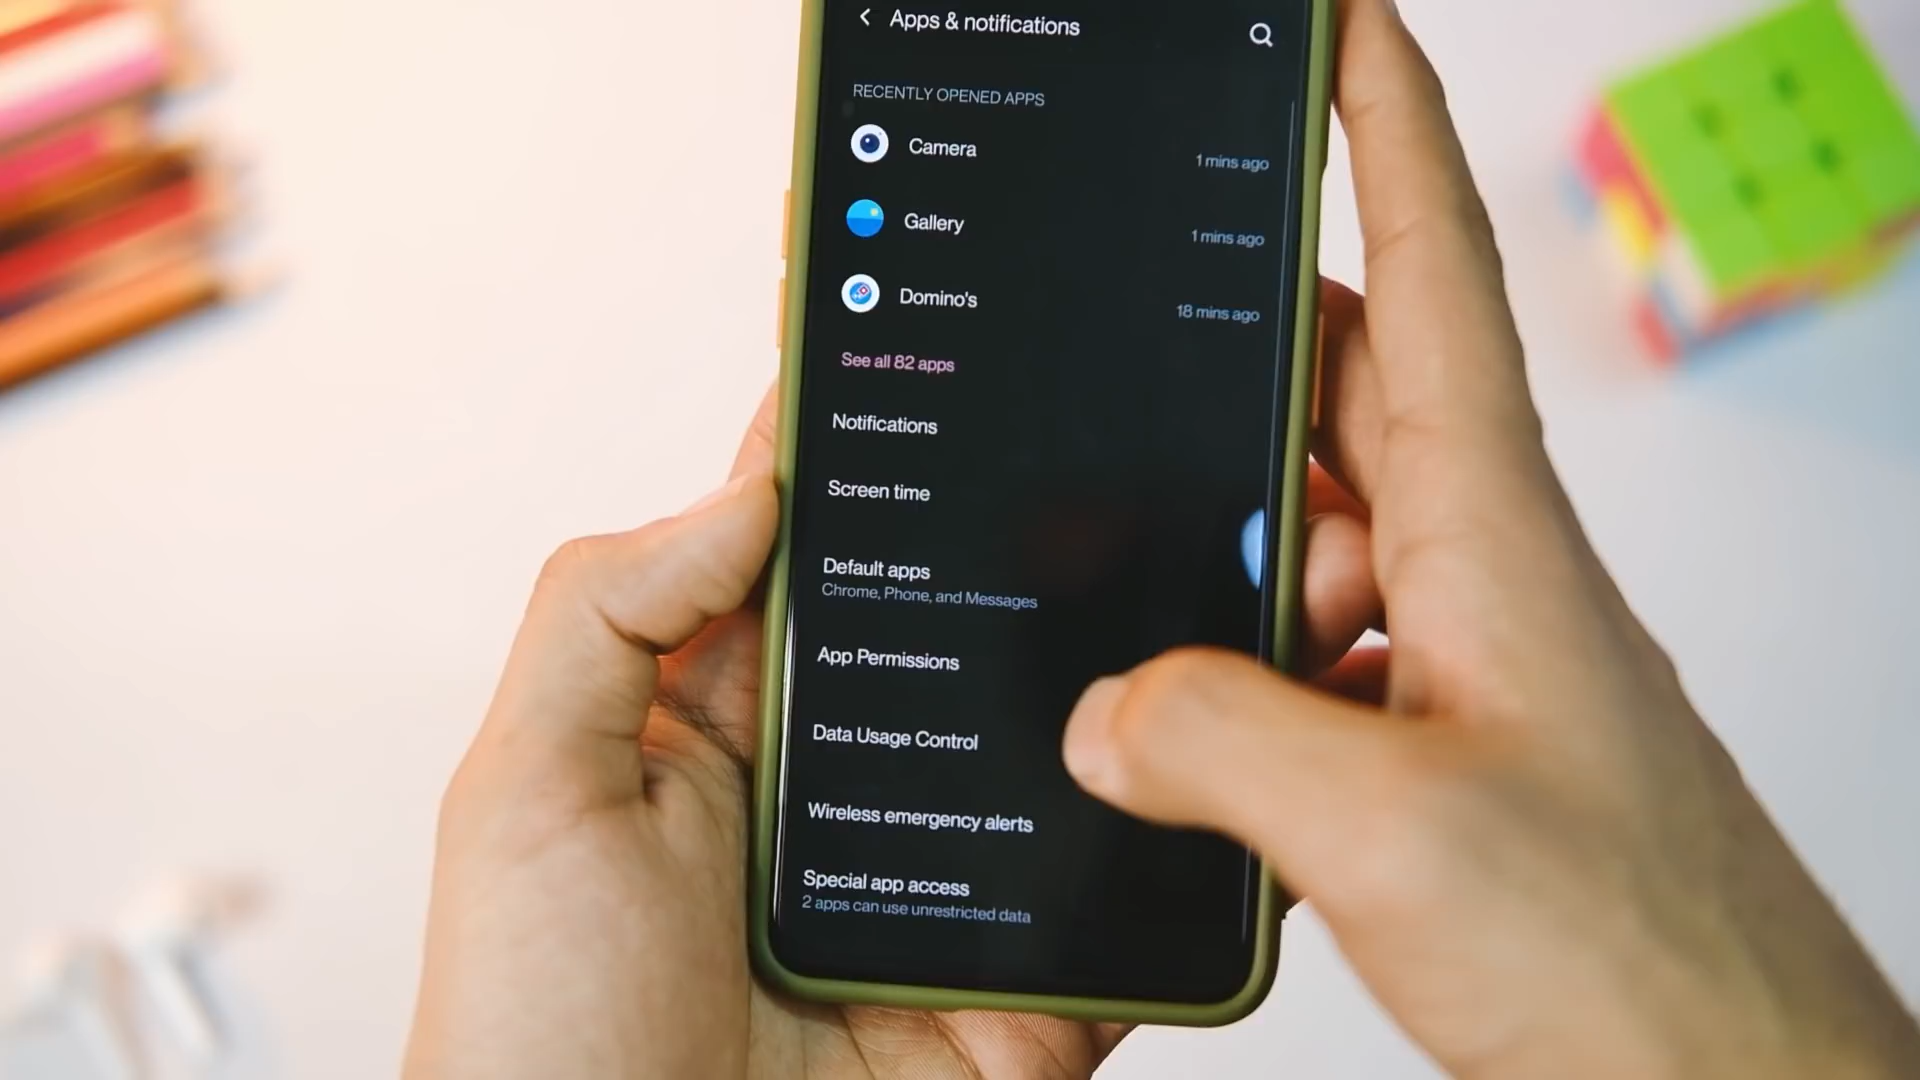 Apps & notifications
RECENTLY OPENED APPS
Camera
1 mins ago
Gallery
1 mins ago
Domino's
18 mins ago
See all 82 apps
Notifications
Screen time
Default apps
Chrome, Phone, and Messages
App Permissions
Data Usage Control
Wireless emergency alerts
Special app access
2 apps can use unrestricted data